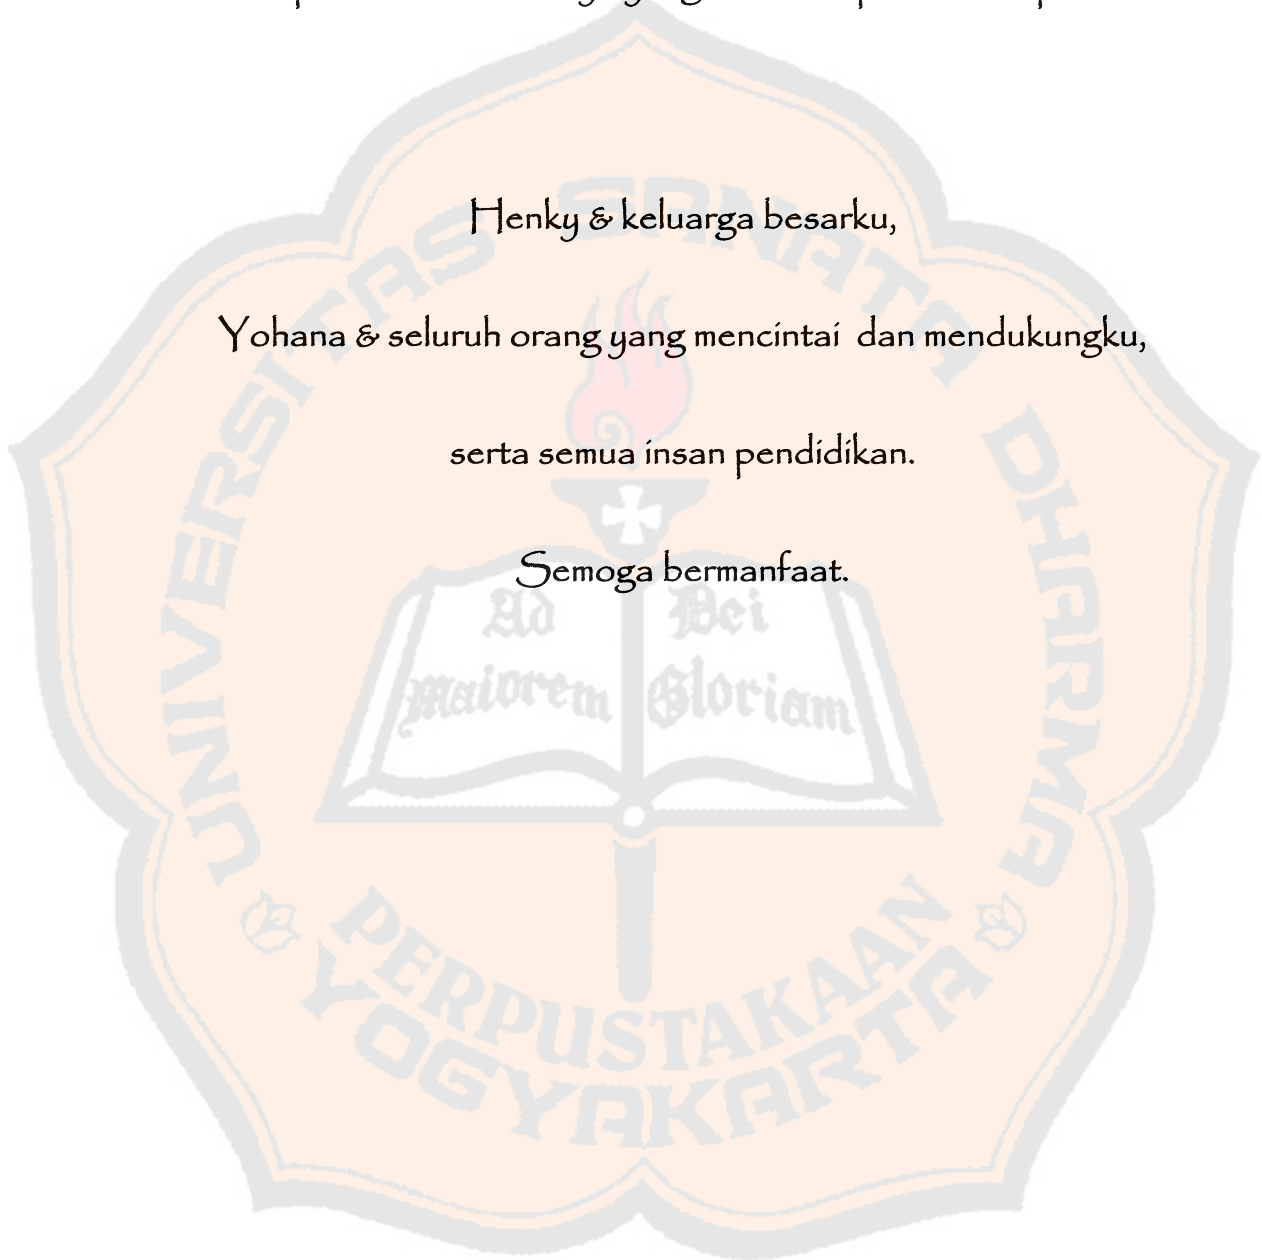 Henky & keluarga besarku,
Yohana & seluruh orang yang mencintai dan mendukungku,
serta semua insan pendidikan.
Semoga bermanfaat.
UNIVERSITAS SANATA DHARMA
Ad Dei
maiorem Gloriam
PERPUSTAKAAN
YOGYAKARTA